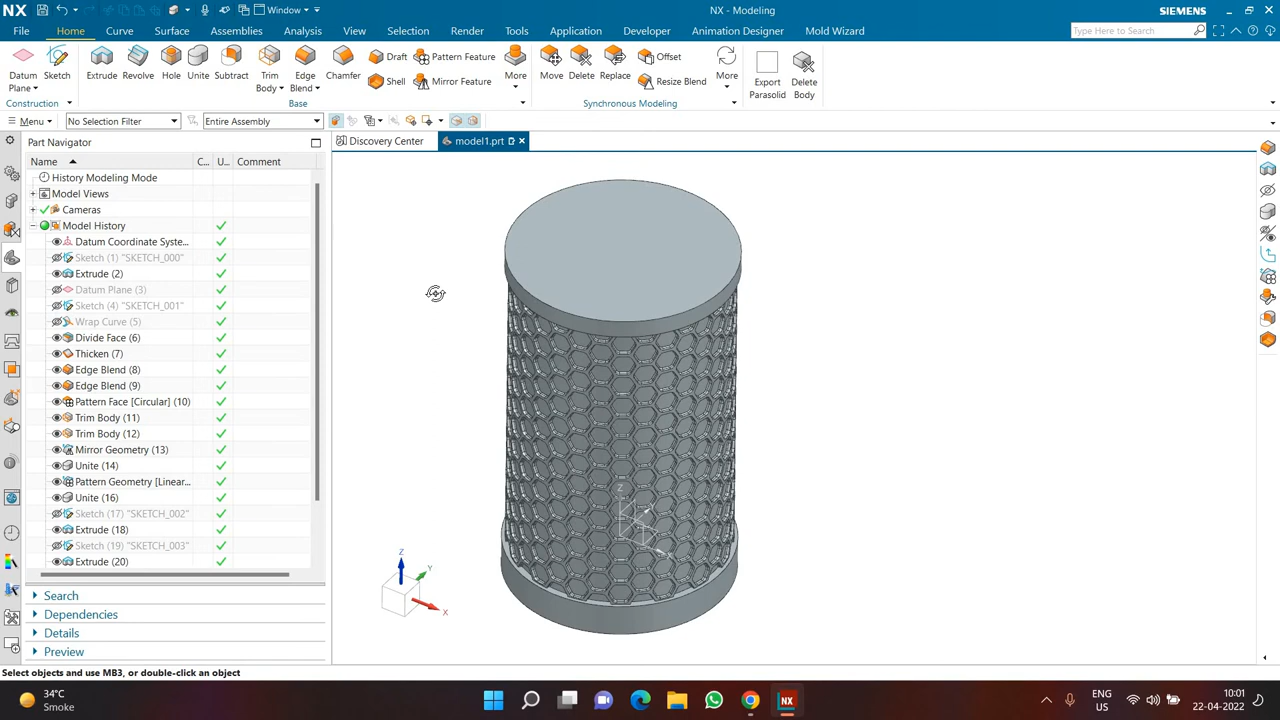 NX
Window
NX - Modeling
SIEMENS
File
Home
Curve
Surface
Assemblies
Analysis
View
Selection
Render
Tools
Application
Developer
Animation Designer
Mold Wizard
Type Here to Search
Datum Plane
Sketch
Extrude
Revolve
Hole
Unite
Subtract
Trim Body
Edge Blend
Chamfer
Draft
Shell
Pattern Feature
Mirror Feature
More
Move
Delete
Replace
Offset
Resize Blend
More
Export Parasolid
Delete Body
Construction
Base
Synchronous Modeling
Menu
No Selection Filter
Entire Assembly
Part Navigator
Discovery Center
model1.prt
Name
C...
U...
Comment
History Modeling Mode
Model Views
Cameras
Model History
Datum Coordinate Syste...
Sketch (1) "SKETCH_000"
Extrude (2)
Datum Plane (3)
Sketch (4) "SKETCH_001"
Wrap Curve (5)
Divide Face (6)
Thicken (7)
Edge Blend (8)
Edge Blend (9)
Pattern Face [Circular] (10)
Trim Body (11)
Trim Body (12)
Mirror Geometry (13)
Unite (14)
Pattern Geometry [Linear...
Unite (16)
Sketch (17) "SKETCH_002"
Extrude (18)
Sketch (19) "SKETCH_003"
Extrude (20)
Search
Dependencies
Details
Preview
Z
Z
Y
X
Select objects and use MB3, or double-click an object
34°C
Smoke
ENG
US
10:01
22-04-2022